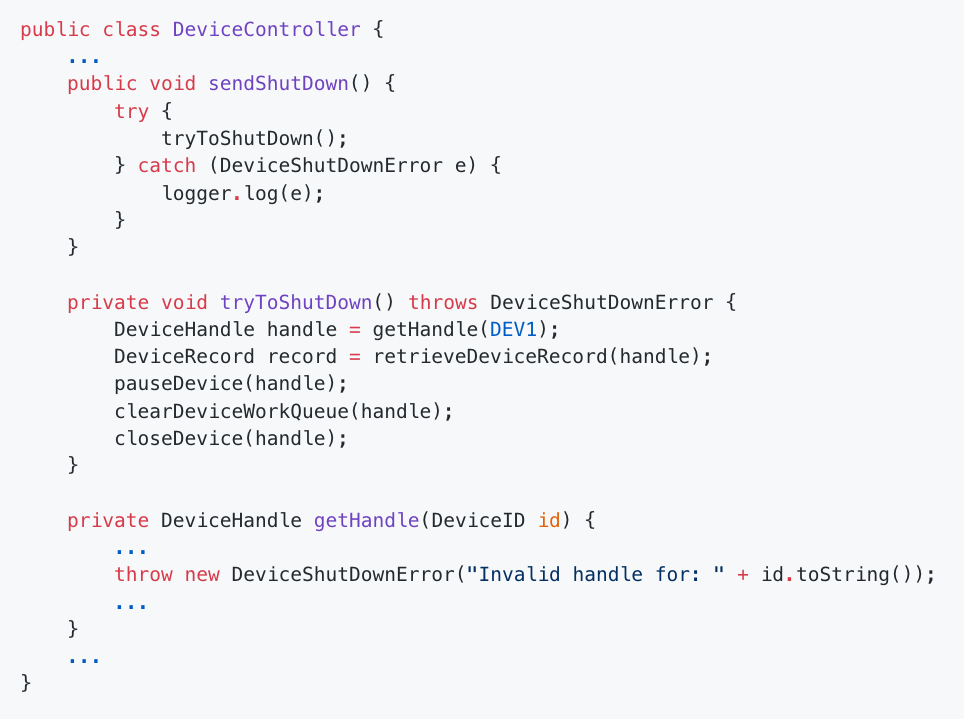 public class DeviceController {
    ...
    public void sendShutDown() {
        try {
            tryToShutDown();
        } catch (DeviceShutDownError e) {
            logger.log(e);
        }
    }

    private void tryToShutDown() throws DeviceShutDownError {
        DeviceHandle handle = getHandle(DEV1);
        DeviceRecord record = retrieveDeviceRecord(handle);
        pauseDevice(handle);
        clearDeviceWorkQueue(handle);
        closeDevice(handle);
    }

    private DeviceHandle getHandle(DeviceID id) {
        ...
        throw new DeviceShutDownError("Invalid handle for: " + id.toString());
        ...
    }
    ...
}